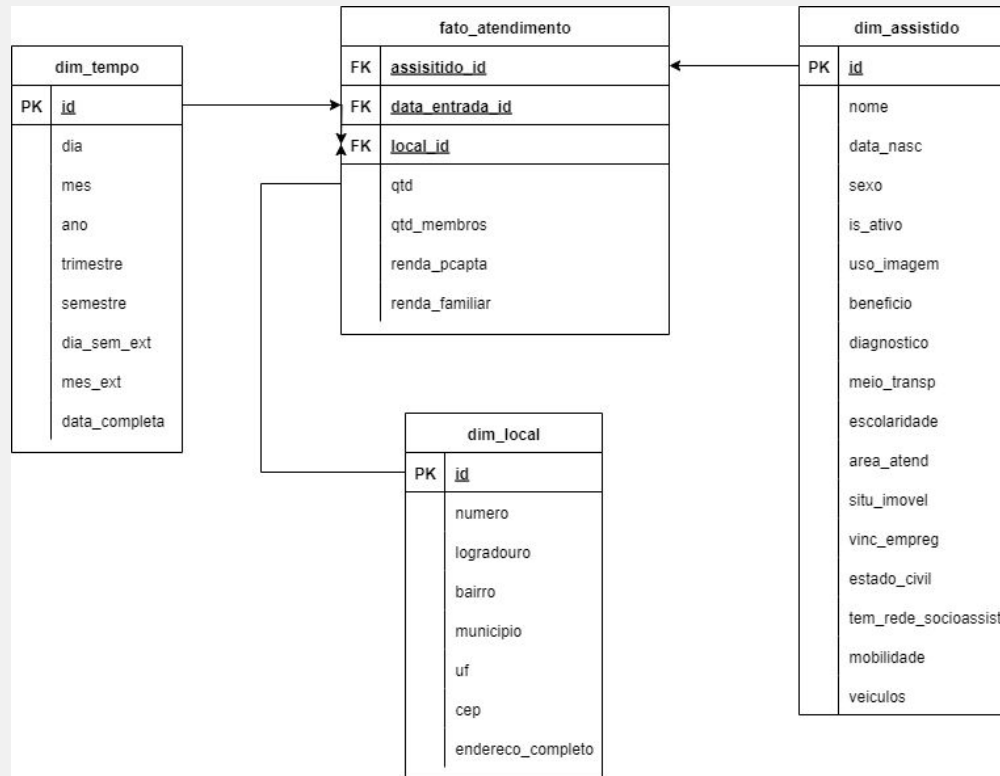 dim_tempo
PK id
dia
mes
ano
trimestre
semestre
dia_sem_ext
mes_ext
data_completa
fato_atendimento
FK assisitido_id
FK data_entrada_id
FK local_id
qtd
qtd_membros
renda_pcapta
renda_familiar
dim_local
PK id
numero
logradouro
bairro
municipio
uf
cep
endereco_completo
dim_assistido
PK id
nome
data_nasc
sexo
is_ativo
uso_imagem
beneficio
diagnostico
meio_transp
escolaridade
area_atend
situ_imovel
vinc_empreg
estado_civil
tem_rede_socioassist
mobilidade
veiculos